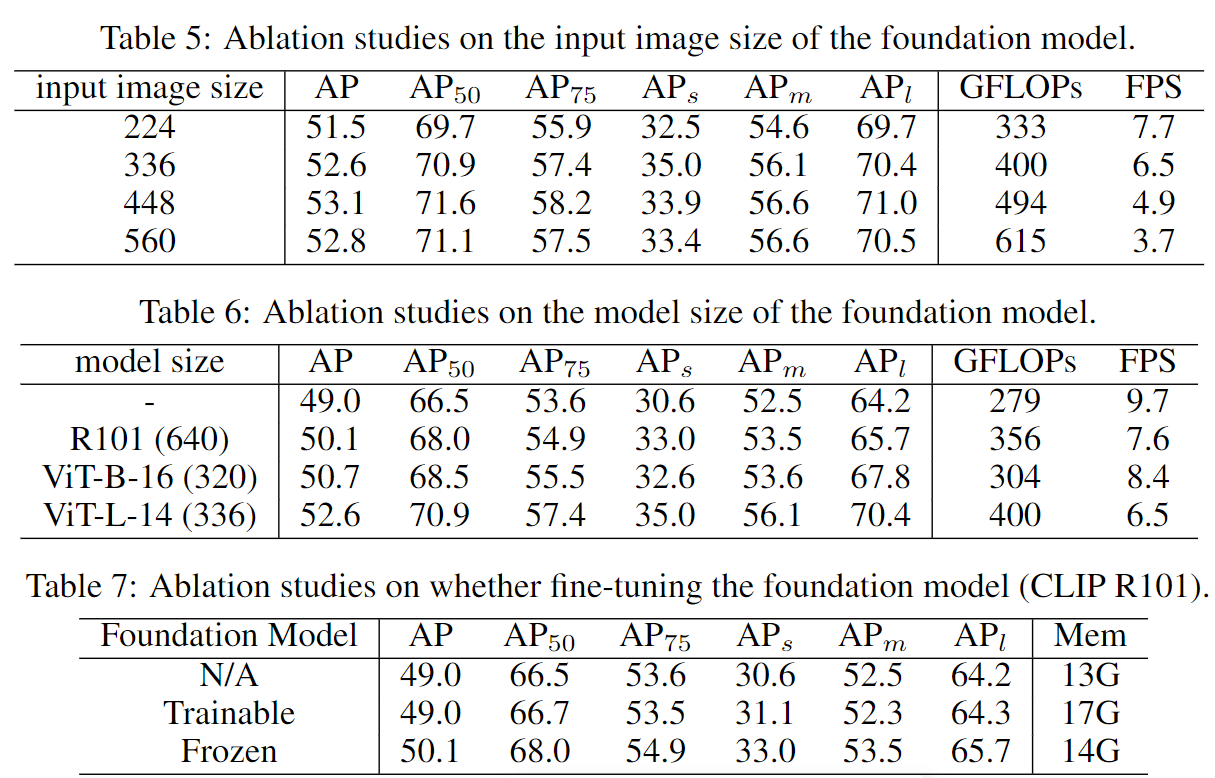 Table 5: Ablation studies on the input image size of the foundation model.
input image size AP AP50 AP75 APs APm APl GFLOPs FPS
224 51.5 69.7 55.9 32.5 54.6 69.7 333 7.7
336 52.6 70.9 57.4 35.0 56.1 70.4 400 6.5
448 53.1 71.6 58.2 33.9 56.6 71.0 494 4.9
560 52.8 71.1 57.5 33.4 56.6 70.5 615 3.7
Table 6: Ablation studies on the model size of the foundation model.
model size AP AP50 AP75 APs APm APl GFLOPs FPS
- 49.0 66.5 53.6 30.6 52.5 64.2 279 9.7
R101 (640) 50.1 68.0 54.9 33.0 53.5 65.7 356 7.6
ViT-B-16 (320) 50.7 68.5 55.5 32.6 53.6 67.8 304 8.4
ViT-L-14 (336) 52.6 70.9 57.4 35.0 56.1 70.4 400 6.5
Table 7: Ablation studies on whether fine-tuning the foundation model (CLIP R101).
Foundation Model AP AP50 AP75 APs APm APl Mem
N/A 49.0 66.5 53.6 30.6 52.5 64.2 13G
Trainable 49.0 66.7 53.5 31.1 52.3 64.3 17G
Frozen 50.1 68.0 54.9 33.0 53.5 65.7 14G